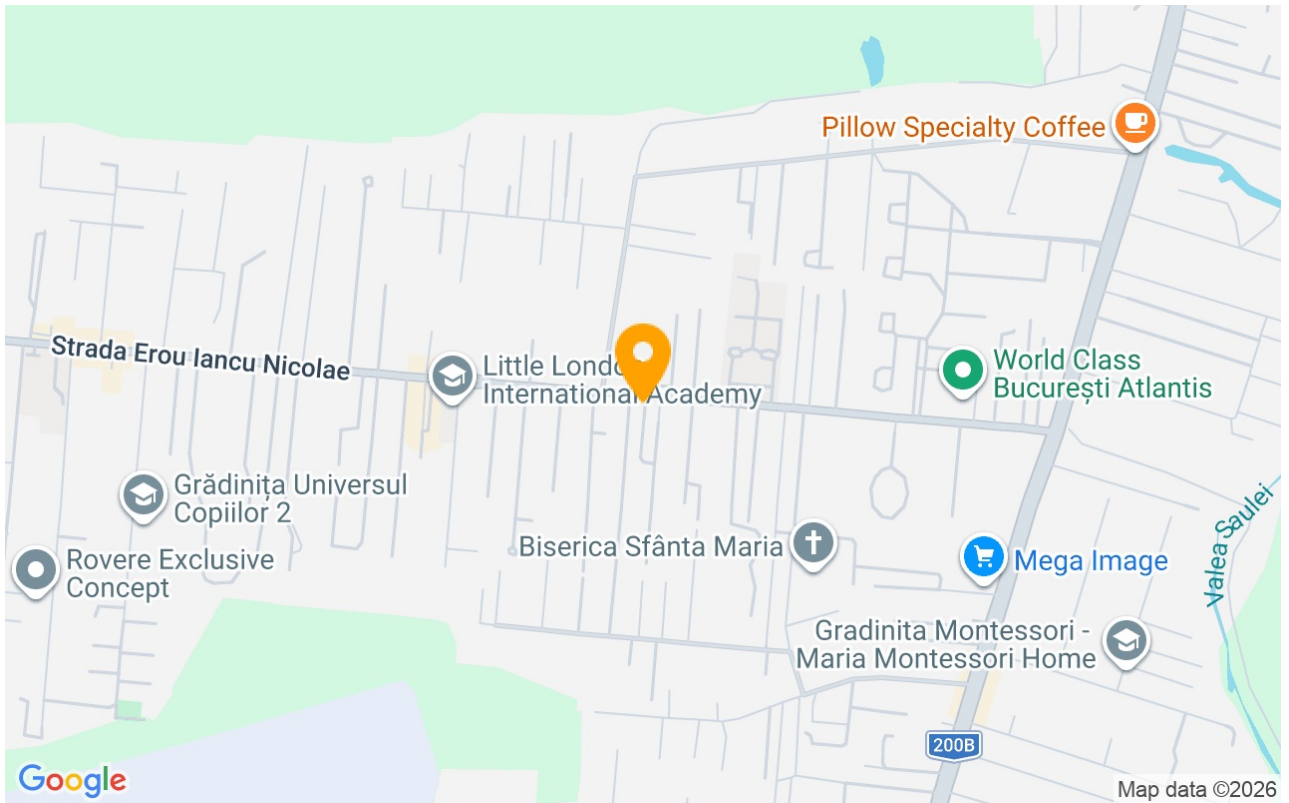 Pillow Specialty Coffee
Strada Erou Iancu Nicolae
Little London
International Academy
World Class
București Atlantis
Grădinița Universul
Copiilor 2
Rovere Exclusive
Concept
Biserica Sfânta Maria
Mega Image
Valea Saulei
Gradinita Montessori -
Maria Montessori Home
200B
Google
Map data ©2026